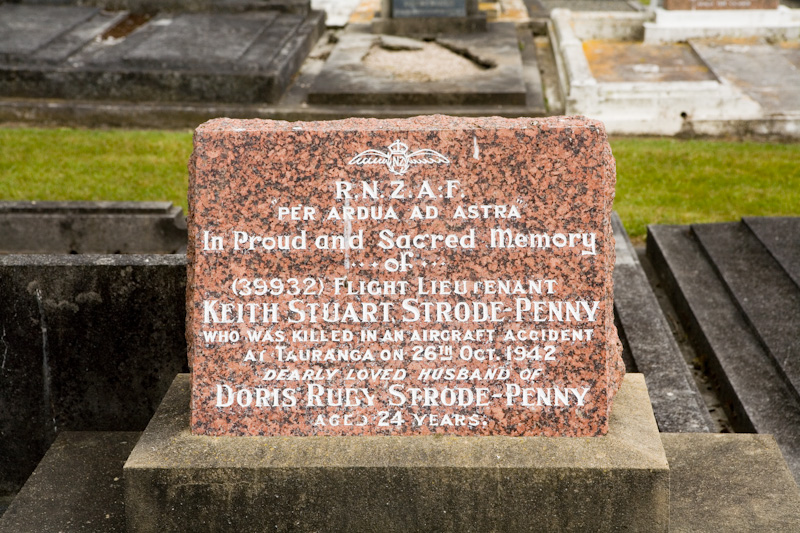 NZ
R.N.Z.A.F.
"PER ARDUA AD ASTRA"
In Proud and Sacred Memory
of
(39932) FLIGHT LIEUTENANT
KEITH STUART STRODE-PENNY
WHO WAS KILLED IN AN AIRCRAFT ACCIDENT
AT TAURANGA ON 26TH OCT. 1942
DEARLY LOVED HUSBAND OF
DORIS RUBY STRODE-PENNY
AGED 24 YEARS.